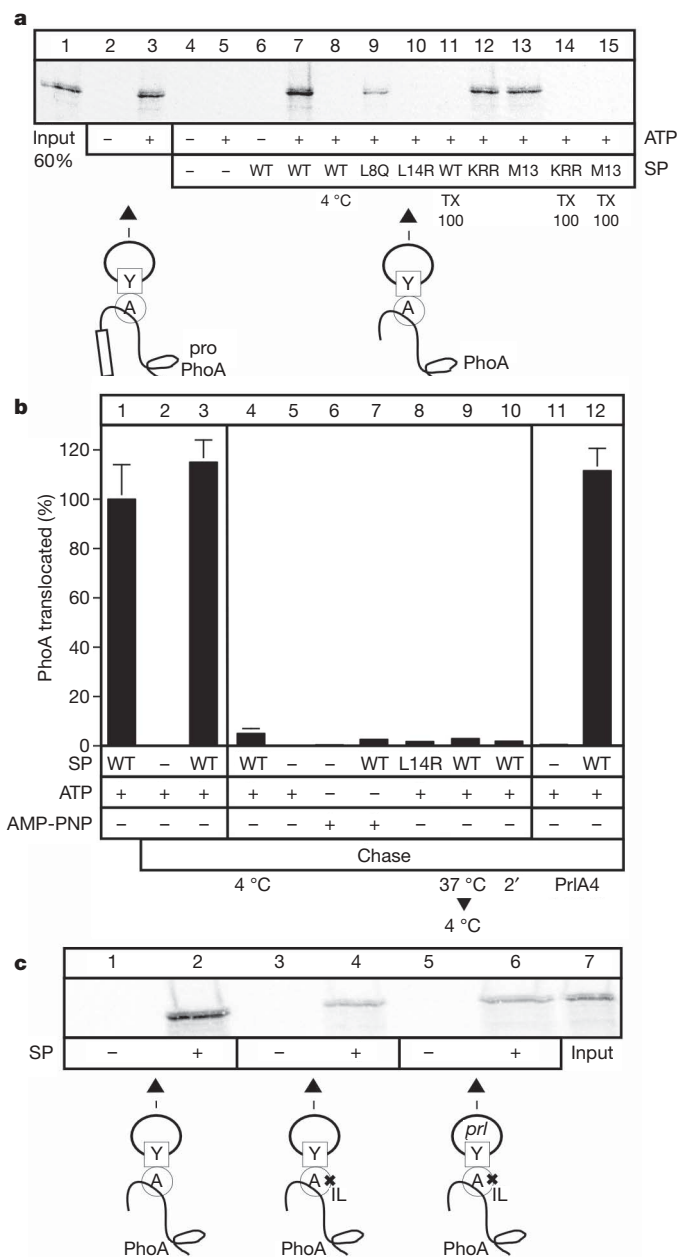 a
1 2 3 4 5 6 7 8 9 10 11 12 13 14 15
Input 60%
– + – + – + + + + + + + + + ATP
– – WT WT WT L8Q L14R WT KRR M13 KRR M13 SP
4 °C TX 100 TX 100 TX 100
Y Y
A A
pro PhoA
PhoA
b
1 2 3 4 5 6 7 8 9 10 11 12
PhoA translocated (%)
120
100
80
60
40
20
0
SP WT – WT WT – – WT L14R WT WT – WT
ATP + – + + + – – + + + + +
AMP-PNP – – – – – + + – – – – –
Chase
4 °C 37 °C 2′ PrlA4
4 °C
c
1 2 3 4 5 6 7
SP – + – + – + Input
prl
Y Y Y
A A A
IL IL
PhoA PhoA PhoA